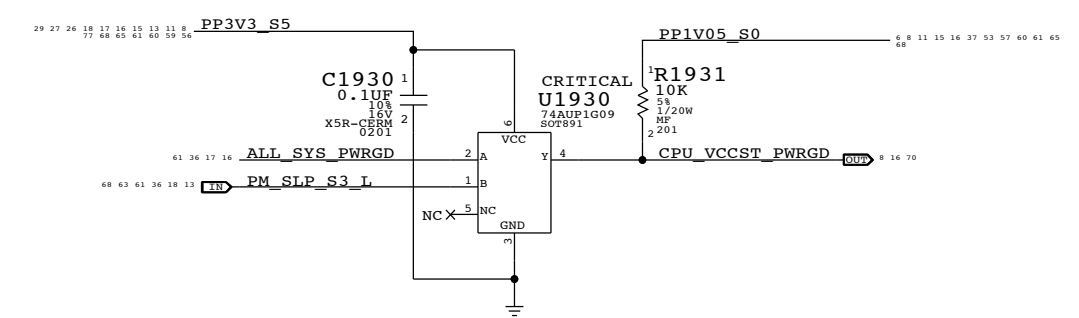 29 27 26 18 17 16 15 13 11 8
77 68 65 61 60 59 56
PP3V3_S5
PP1V05_S0
6 8 11 15 16 37 53 57 60 61 65
68
C1930
0.1UF
10%
16V
X5R-CERM
0201
1
2
CRITICAL
U1930
74AUP1G09
SOT891
1
R1931
10K
5%
1/20W
MF
201
2
6
VCC
61 36 17 16
ALL_SYS_PWRGD
2
A
Y
4
CPU_VCCST_PWRGD
OUT
8 16 70
68 63 61 36 18 13
IN
PM_SLP_S3_L
1
B
NC
5
NC
GND
3